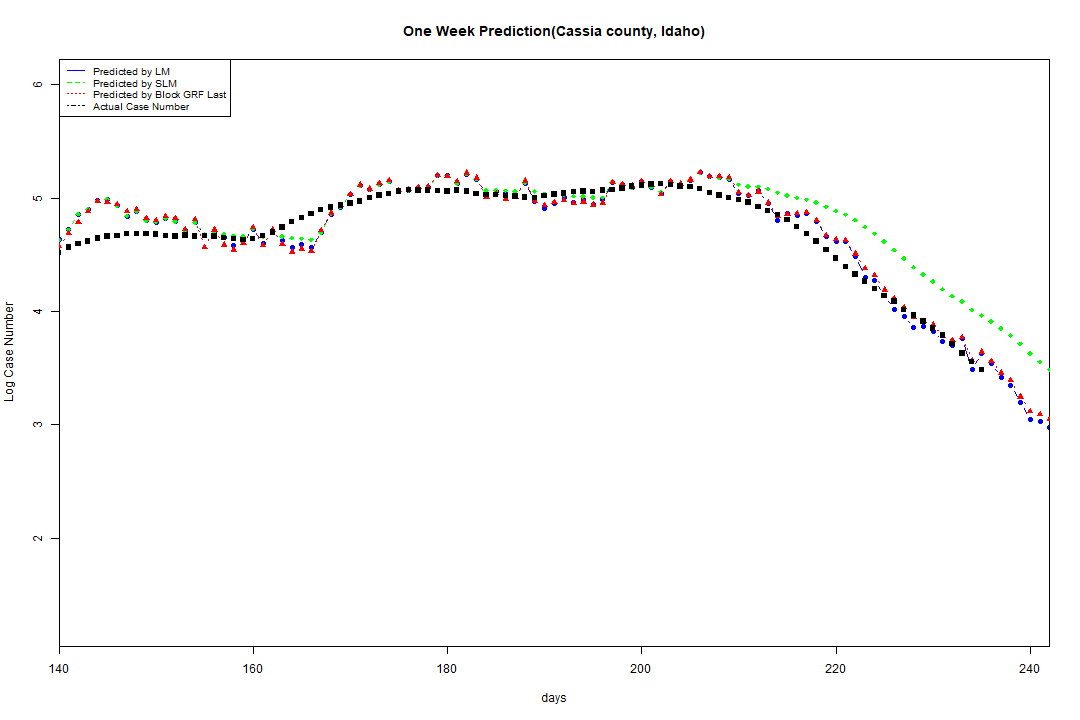 One Week Prediction(Cassia county, Idaho)
Predicted by LM
Predicted by SLM
Predicted by Block GRF Last
Actual Case Number
6
5
4
3
2
Log Case Number
140 160 180 200 220 240
days